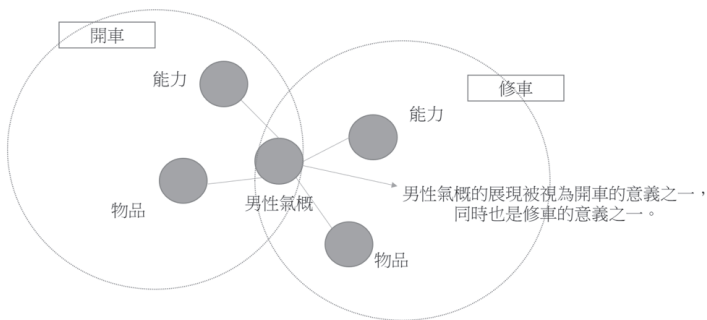 開車
修車
能力
能力
物品
男性氣概
男性氣概的展現被視為開車的意義之一，
同時也是修車的意義之一。
物品